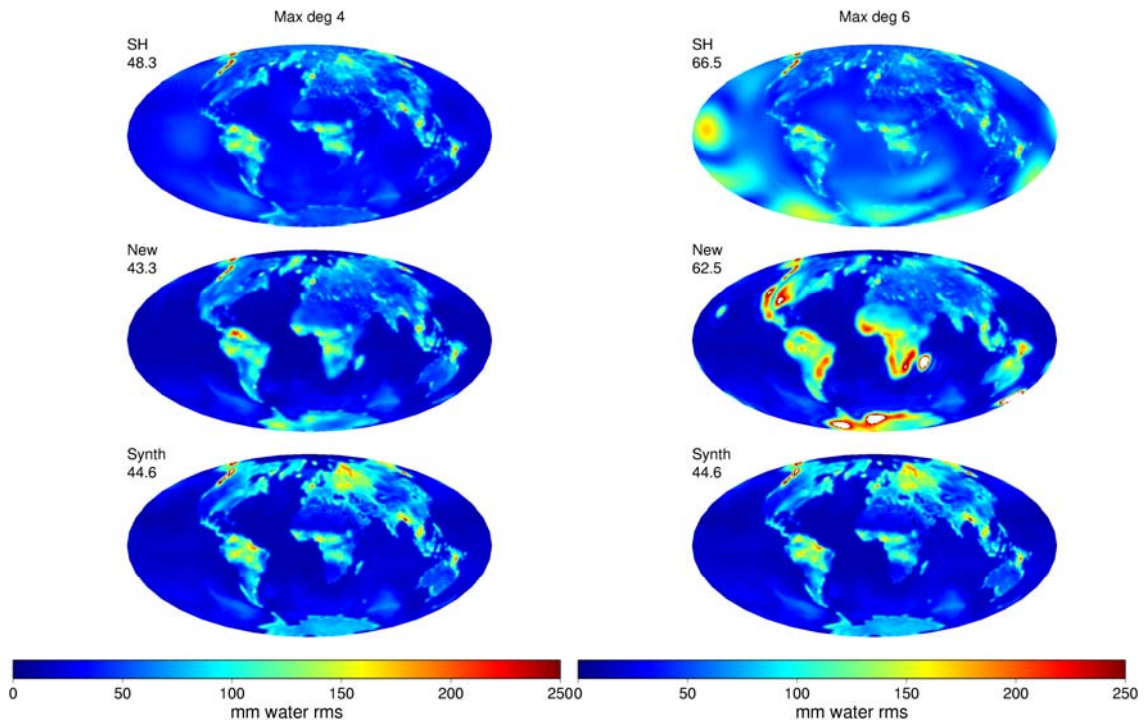 Max deg 4
SH
48.3
New
43.3
Synth
44.6
0 50 100 150 200 250
mm water rms
Max deg 6
SH
66.5
New
62.5
Synth
44.6
0 50 100 150 200 250
mm water rms